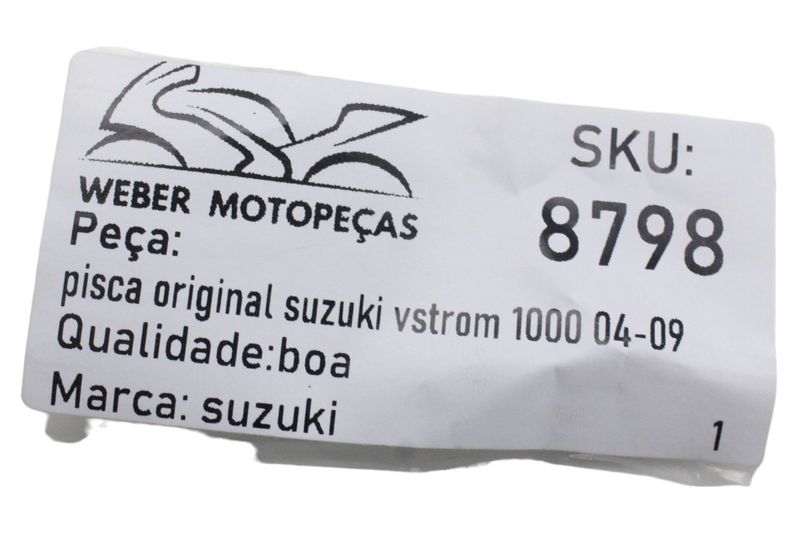 WEBER MOTOPEÇAS
SKU:
8798
Peça:
pisca original suzuki vstrom 1000 04-09
Qualidade:boa
Marca: suzuki
1